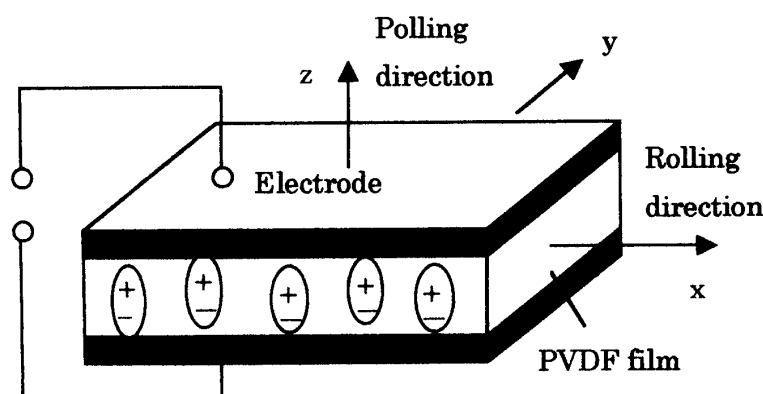 Polling
direction
z
y
Electrode
Rolling
direction
x
+ + + + +
– – – – –
PVDF film